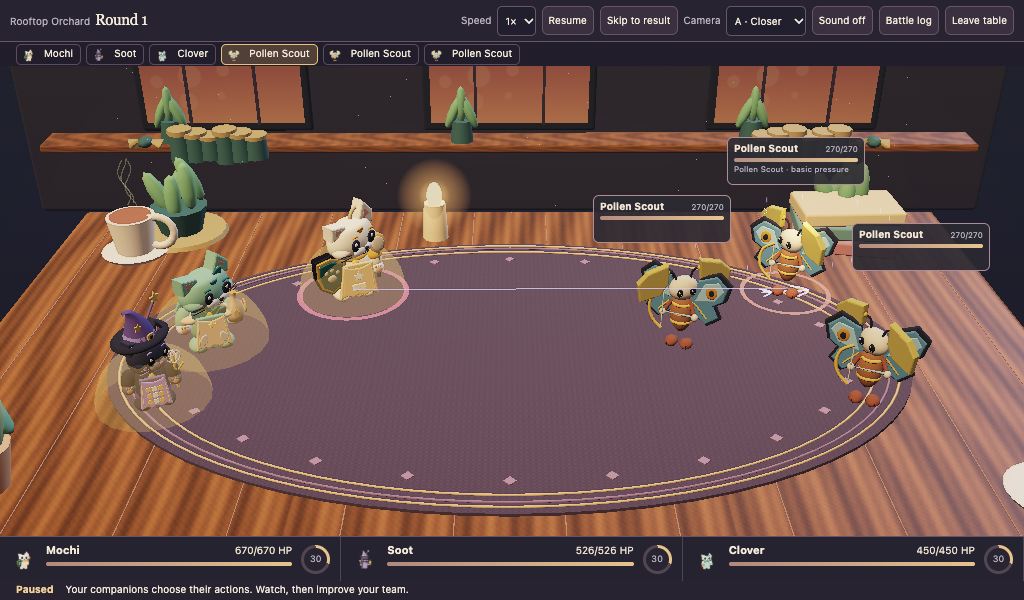 Rooftop Orchard Round 1 Speed 1x Resume Skip to result Camera A · Closer Sound off Battle log Leave table
Mochi Soot Clover Pollen Scout Pollen Scout Pollen Scout
Pollen Scout 270/270
Pollen Scout · basic pressure
Pollen Scout 270/270
Pollen Scout 270/270
Mochi 670/670 HP 30
Soot 526/526 HP 30
Clover 450/450 HP 30
Paused Your companions choose their actions. Watch, then improve your team.